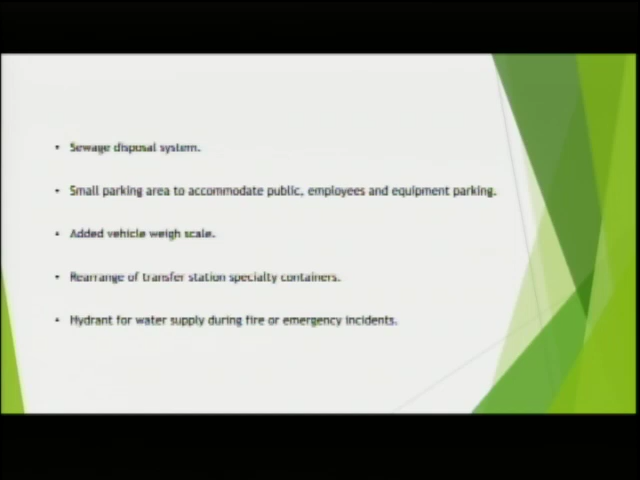 • Sewage disposal system.
• Small parking area to accommodate public, employees and equipment parking.
• Added vehicle weigh scale.
• Rearrange of transfer station specialty containers.
• Hydrant for water supply during fire or emergency incidents.